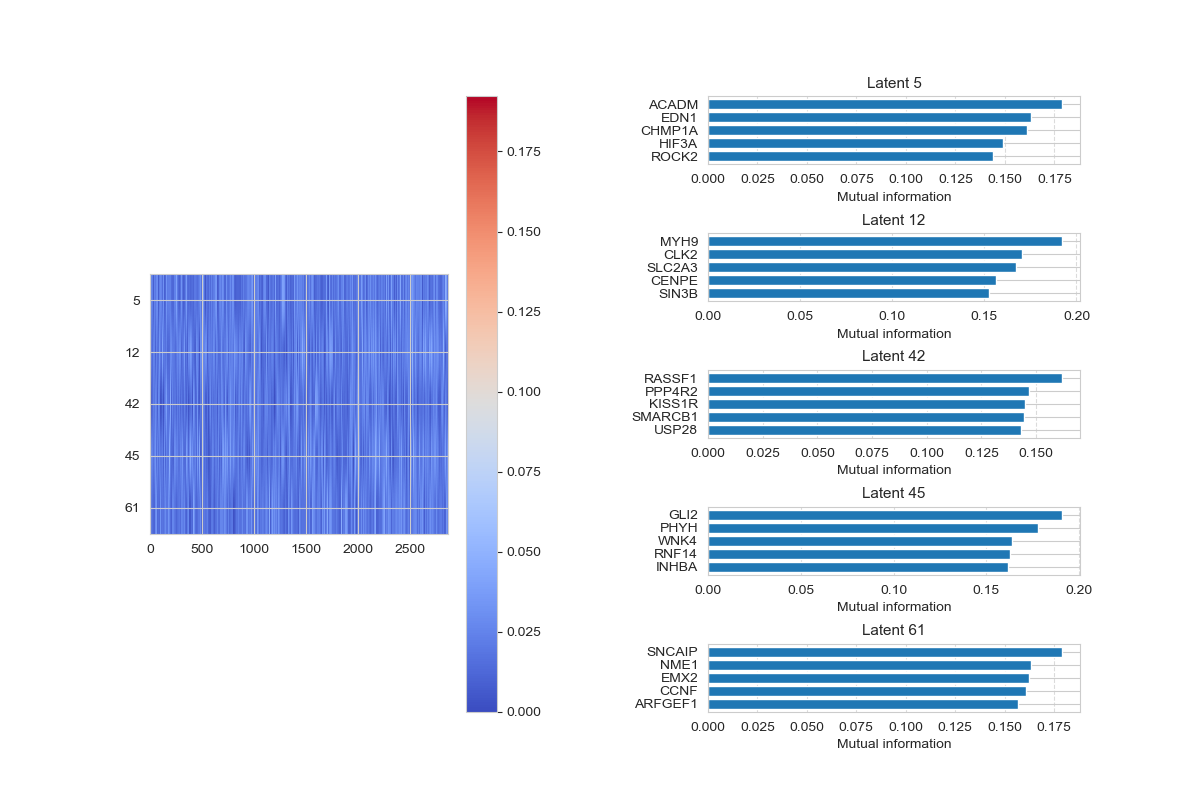 5
12
42
45
61
0 500 1000 1500 2000 2500
0.175
0.150
0.125
0.100
0.075
0.050
0.025
0.000
Latent 5
ACADM
EDN1
CHMP1A
HIF3A
ROCK2
0.000 0.025 0.050 0.075 0.100 0.125 0.150 0.175
Mutual information
Latent 12
MYH9
CLK2
SLC2A3
CENPE
SIN3B
0.00 0.05 0.10 0.15 0.20
Mutual information
Latent 42
RASSF1
PPP4R2
KISS1R
SMARCB1
USP28
0.000 0.025 0.050 0.075 0.100 0.125 0.150
Mutual information
Latent 45
GLI2
PHYH
WNK4
RNF14
INHBA
0.00 0.05 0.10 0.15 0.20
Mutual information
Latent 61
SNCAIP
NME1
EMX2
CCNF
ARFGEF1
0.000 0.025 0.050 0.075 0.100 0.125 0.150 0.175
Mutual information